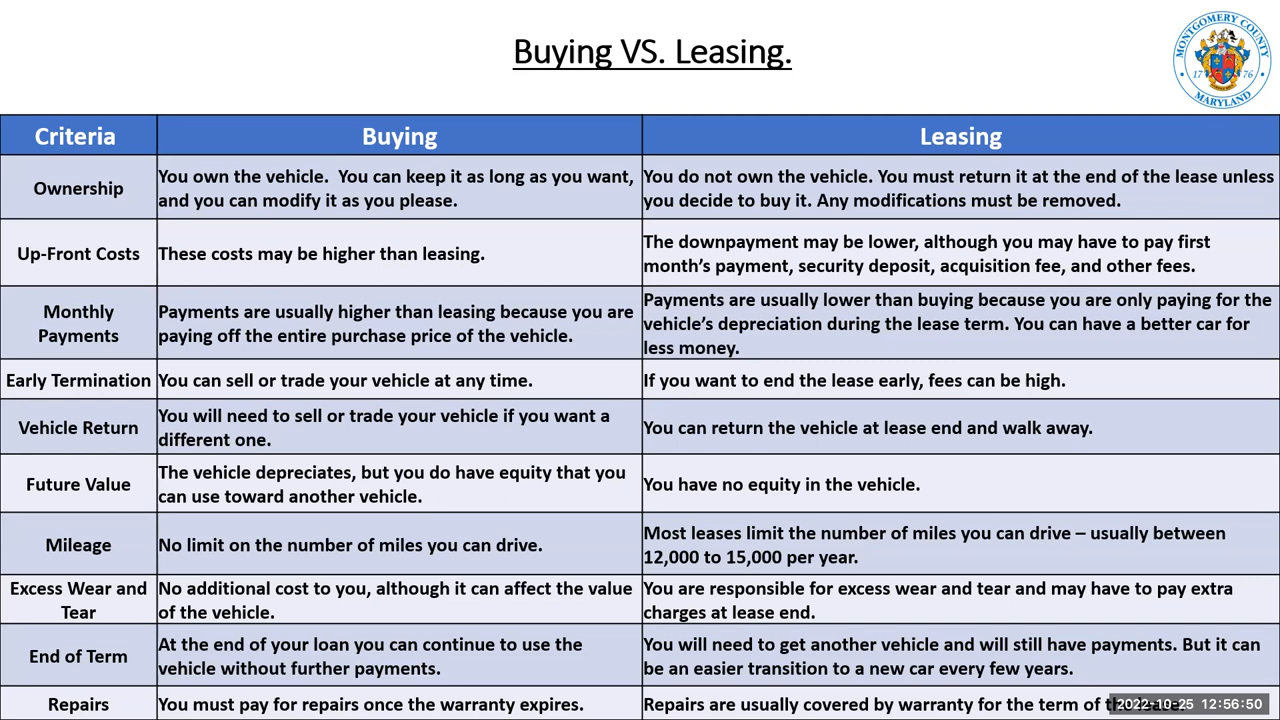 Buying VS. Leasing.
MONTGOMERY COUNTY
17 76
MARYLAND
Criteria
Buying
Leasing
Ownership
You own the vehicle. You can keep it as long as you want,
and you can modify it as you please.
You do not own the vehicle. You must return it at the end of the lease unless
you decide to buy it. Any modifications must be removed.
Up-Front Costs
These costs may be higher than leasing.
The downpayment may be lower, although you may have to pay first
month’s payment, security deposit, acquisition fee, and other fees.
Monthly
Payments
Payments are usually higher than leasing because you are
paying off the entire purchase price of the vehicle.
Payments are usually lower than buying because you are only paying for the
vehicle’s depreciation during the lease term. You can have a better car for
less money.
Early Termination
You can sell or trade your vehicle at any time.
If you want to end the lease early, fees can be high.
Vehicle Return
You will need to sell or trade your vehicle if you want a
different one.
You can return the vehicle at lease end and walk away.
Future Value
The vehicle depreciates, but you do have equity that you
can use toward another vehicle.
You have no equity in the vehicle.
Mileage
No limit on the number of miles you can drive.
Most leases limit the number of miles you can drive – usually between
12,000 to 15,000 per year.
Excess Wear and
Tear
No additional cost to you, although it can affect the value
of the vehicle.
You are responsible for excess wear and tear and may have to pay extra
charges at lease end.
End of Term
At the end of your loan you can continue to use the
vehicle without further payments.
You will need to get another vehicle and will still have payments. But it can
be an easier transition to a new car every few years.
Repairs
You must pay for repairs once the warranty expires.
Repairs are usually covered by warranty for the term of the lease.
2022-10-25 12:56:50